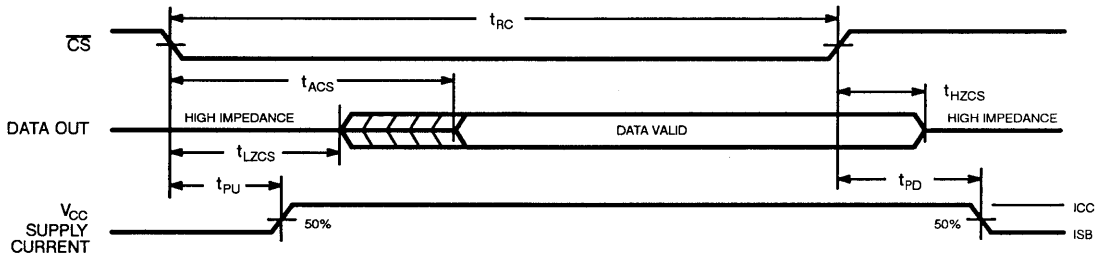 tRC
CS
tACS
tHZCS
DATA OUT
HIGH IMPEDANCE
DATA VALID
HIGH IMPEDANCE
tLZCS
tPU
tPD
VCC
SUPPLY
CURRENT
50%
50%
ICC
ISB